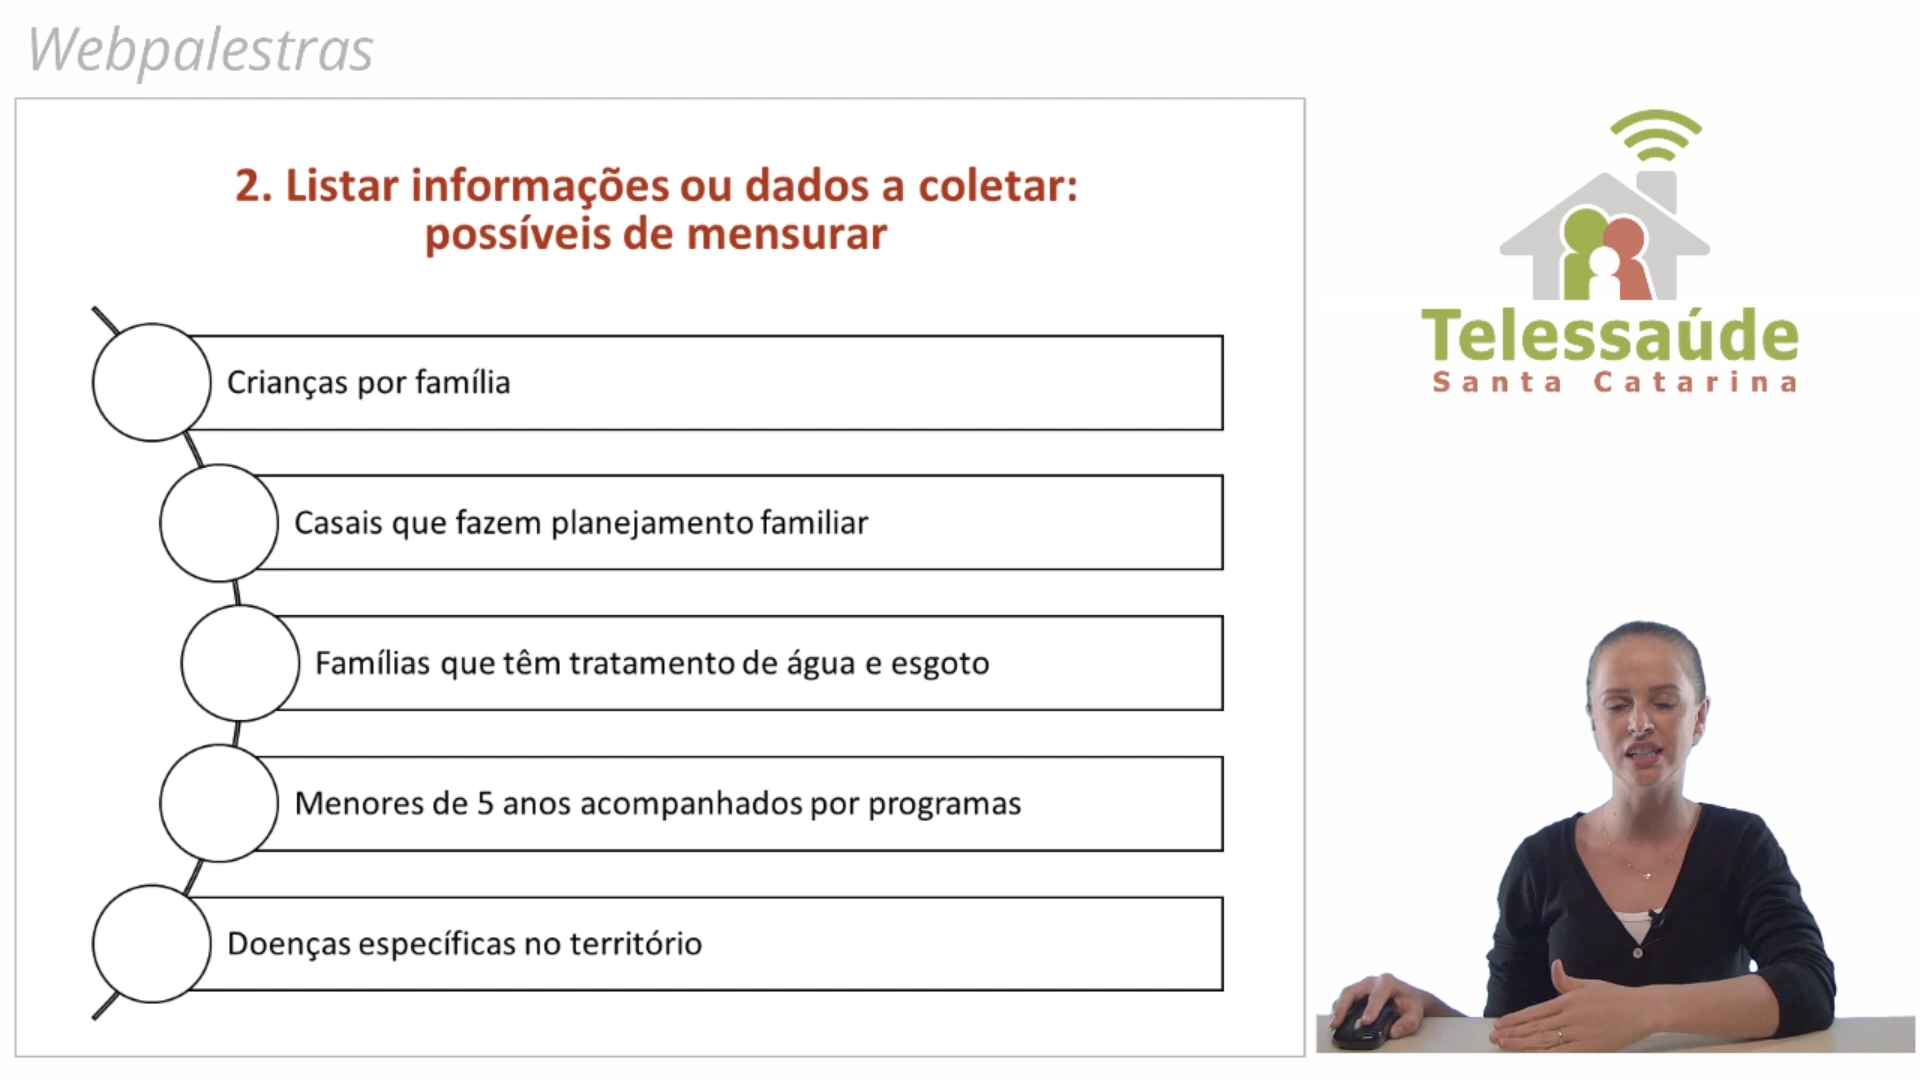 Webpalestras
2. Listar informações ou dados a coletar:
possíveis de mensurar
Crianças por família
Casais que fazem planejamento familiar
Famílias que têm tratamento de água e esgoto
Menores de 5 anos acompanhados por programas
Doenças específicas no território
Telessaúde
Santa Catarina